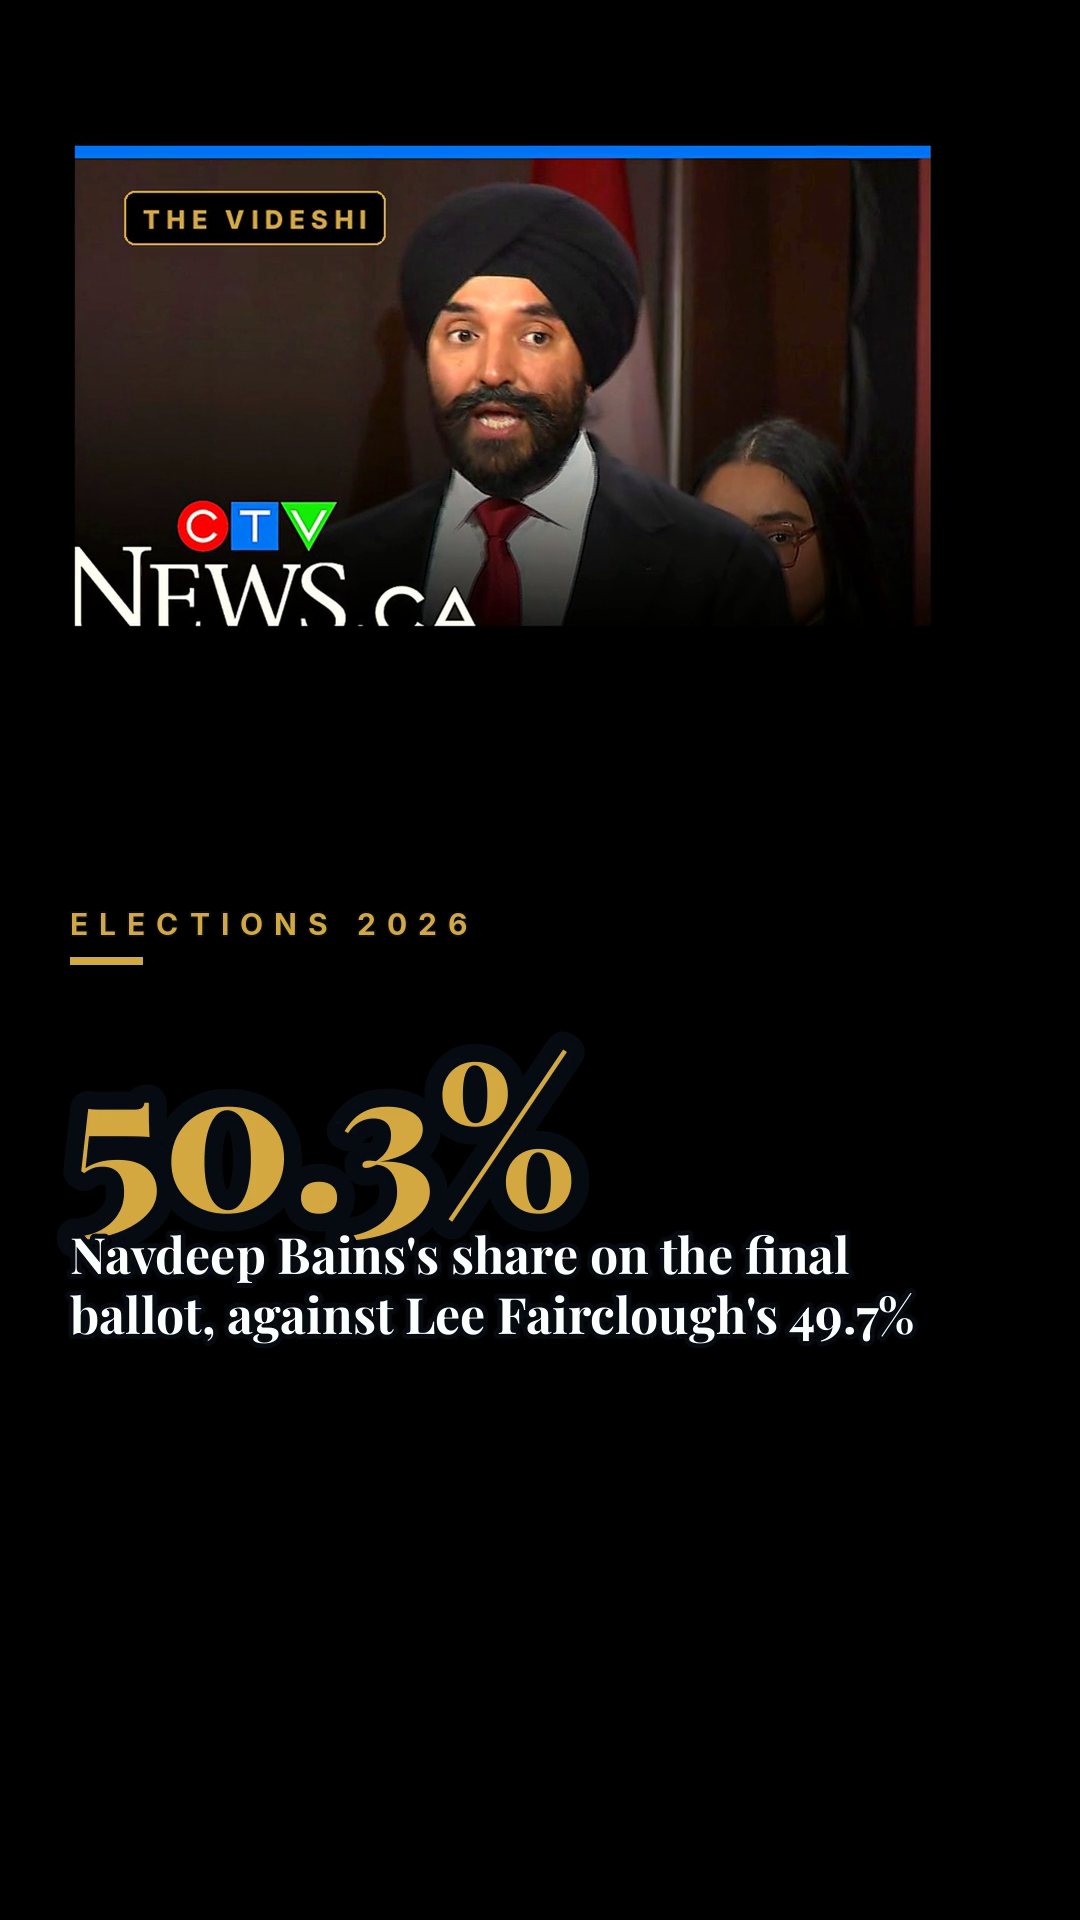 THE VIDESHI
CTV
NEWS.CA
ELECTIONS 2026
50.3%
Navdeep Bains's share on the final
ballot, against Lee Fairclough's 49.7%